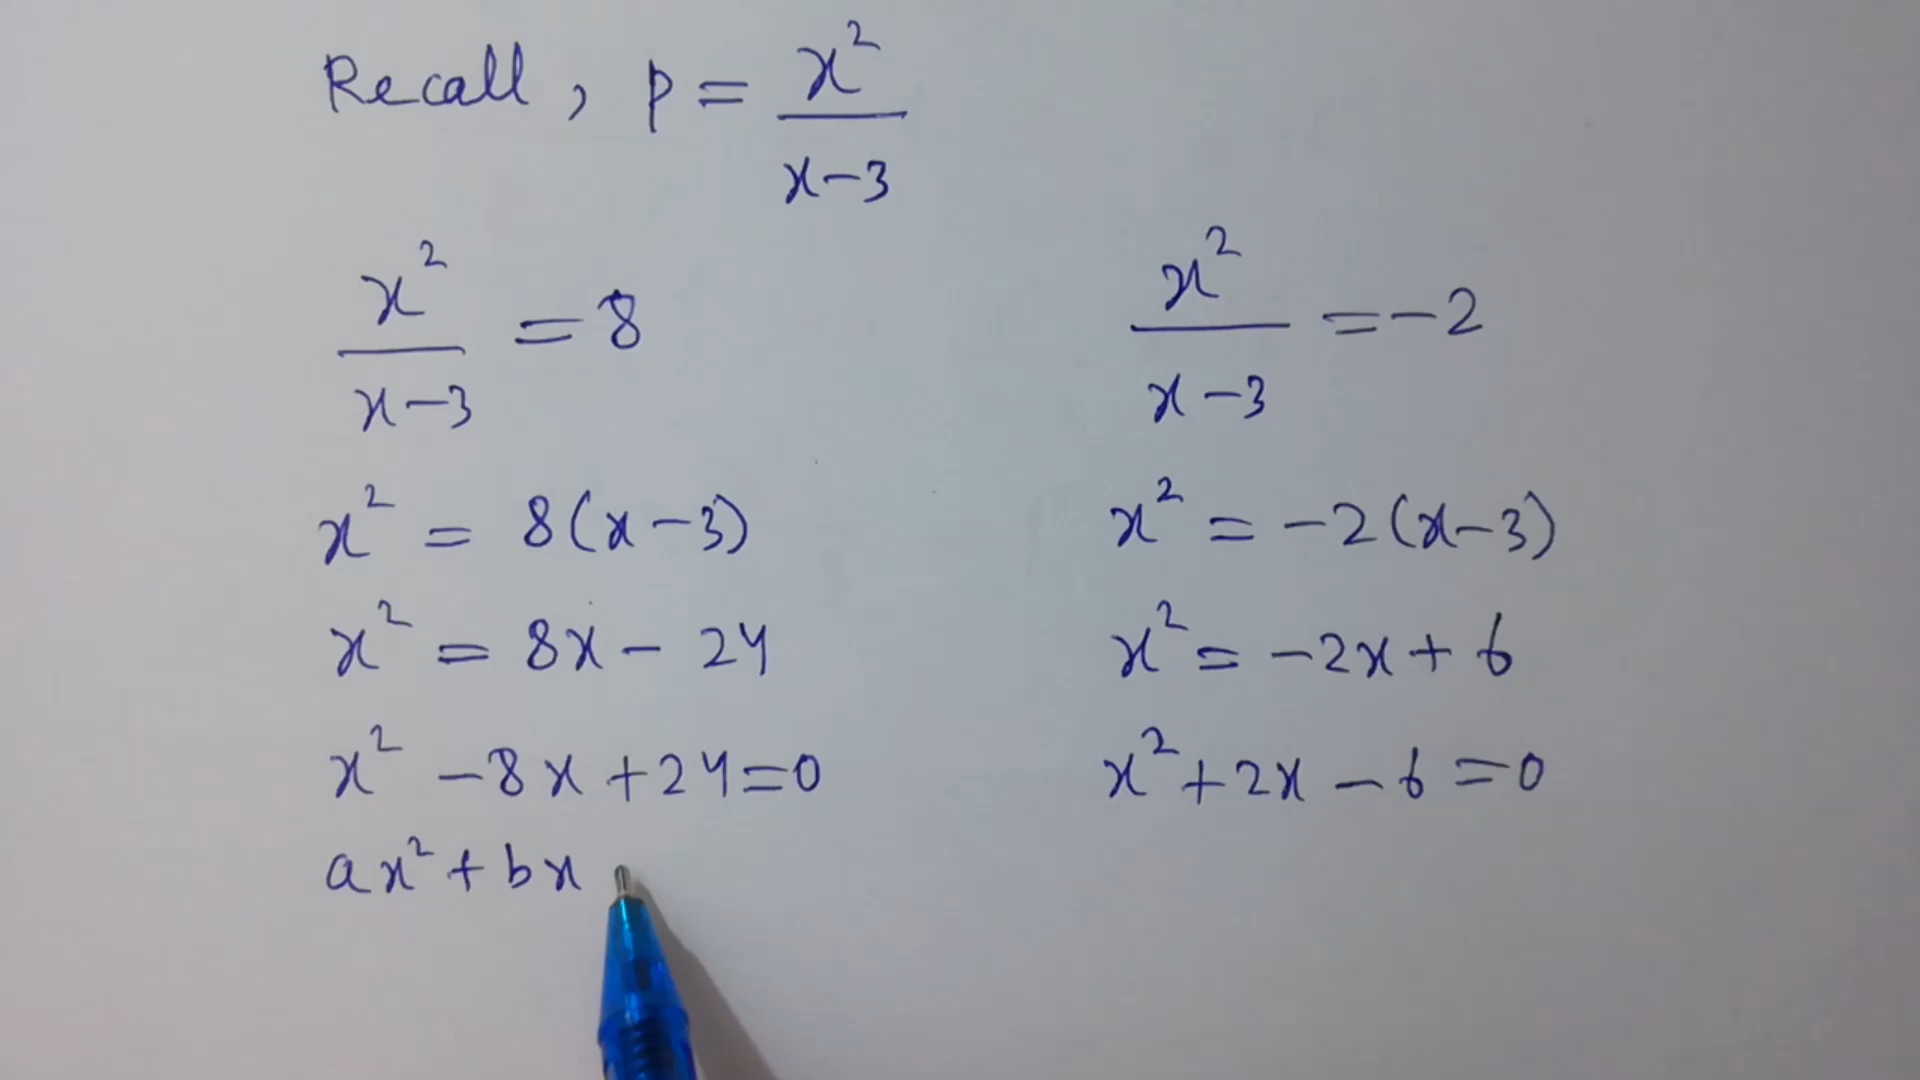 Recall, p = x²/(x-3)
x²/(x-3) = 8
x² = 8(x-3)
x² = 8x - 24
x² - 8x + 24 = 0
ax² + bx
x²/(x-3) = -2
x² = -2(x-3)
x² = -2x + 6
x² + 2x - 6 = 0